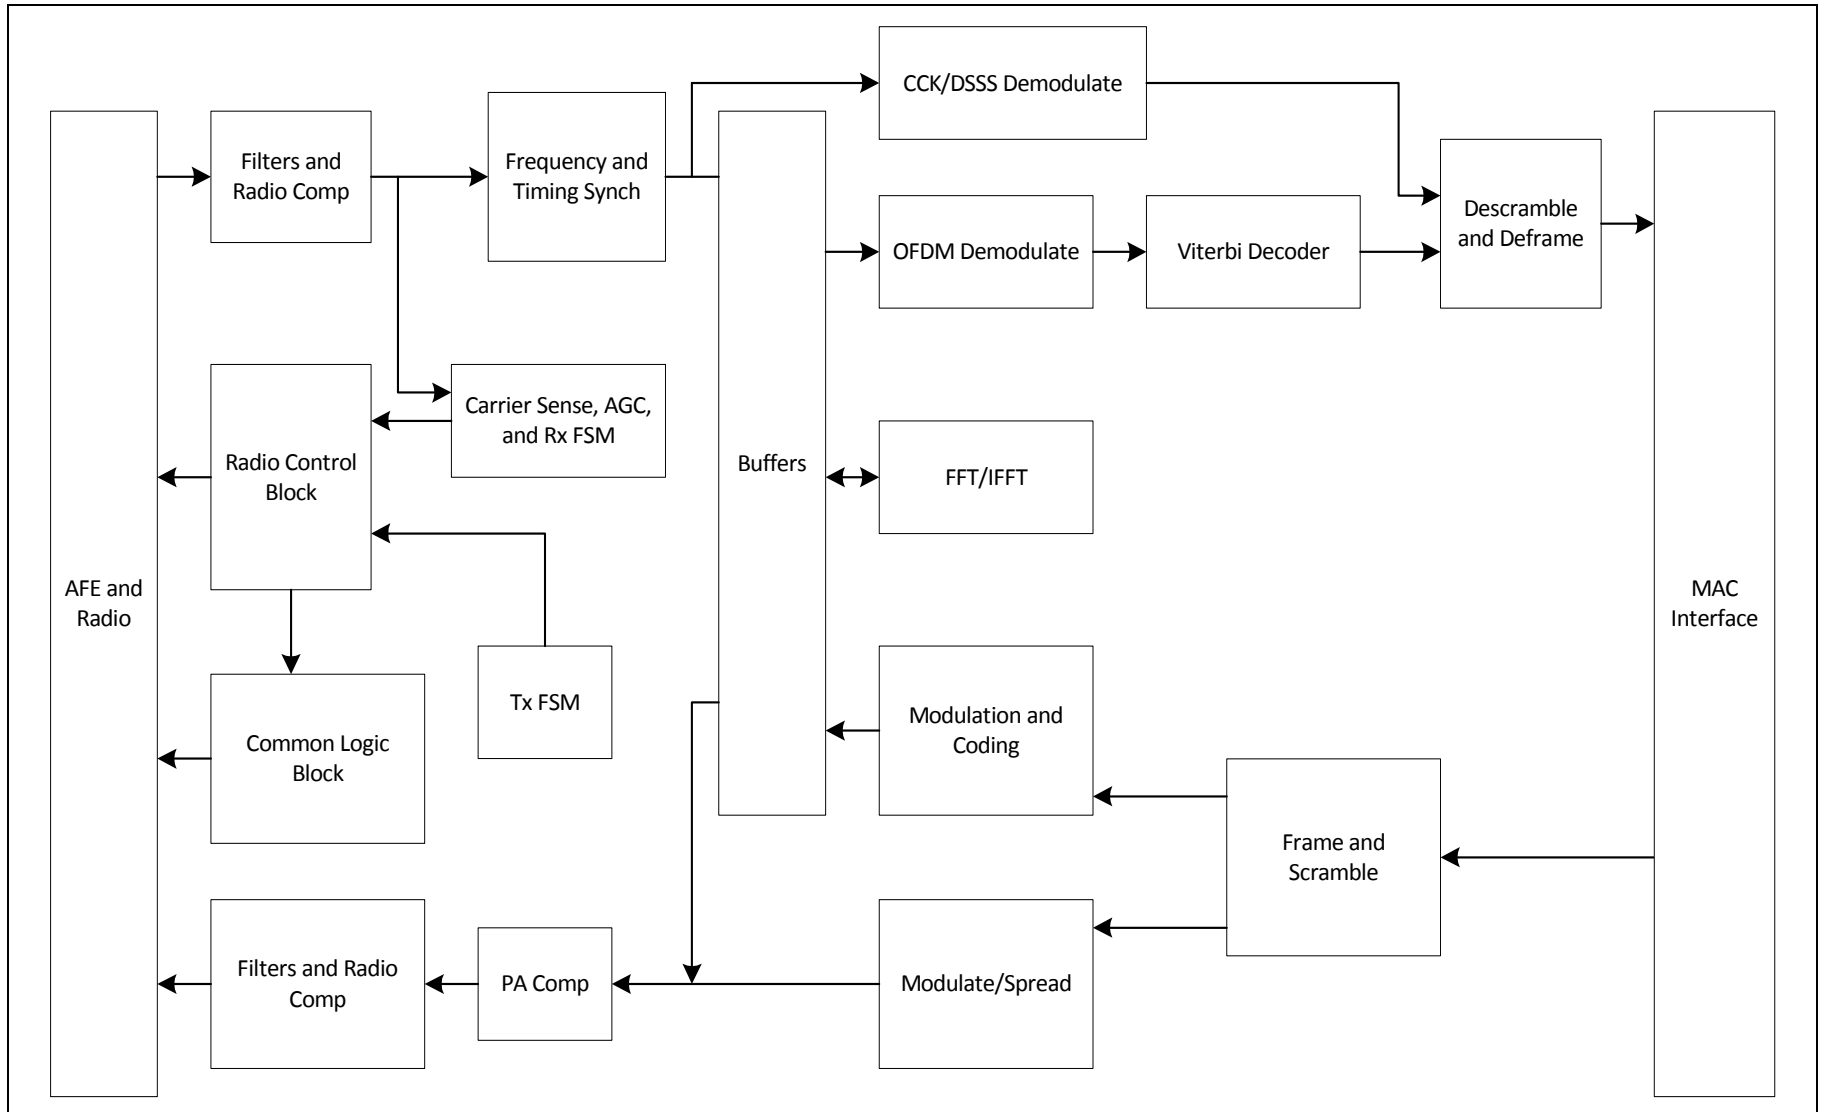 CCK/DSSS Demodulate
Filters and
Radio Comp
Frequency and
Timing Synch
Descramble
and Deframe
OFDM Demodulate
Viterbi Decoder
Carrier Sense, AGC,
and Rx FSM
Radio Control
Block
Buffers
FFT/IFFT
AFE and
Radio
MAC
Interface
Tx FSM
Modulation and
Coding
Common Logic
Block
Frame and
Scramble
Filters and Radio
Comp
PA Comp
Modulate/Spread